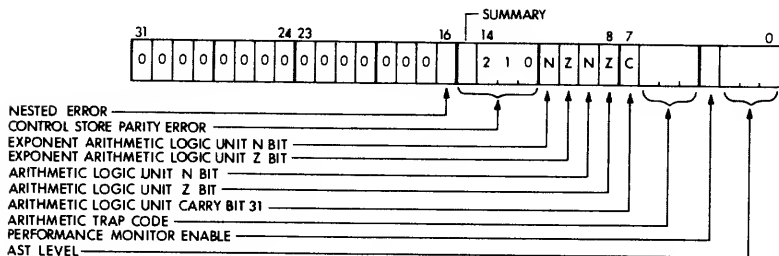 SUMMARY
31 24 23 16 14 8 7 0
0 0 0 0 0 0 0 0 0 0 0 0 0 0 0 2 1 0 N Z N Z C
NESTED ERROR
CONTROL STORE PARITY ERROR
EXPONENT ARITHMETIC LOGIC UNIT N BIT
EXPONENT ARITHMETIC LOGIC UNIT Z BIT
ARITHMETIC LOGIC UNIT N BIT
ARITHMETIC LOGIC UNIT Z BIT
ARITHMETIC LOGIC UNIT CARRY BIT 31
ARITHMETIC TRAP CODE
PERFORMANCE MONITOR ENABLE
AST LEVEL